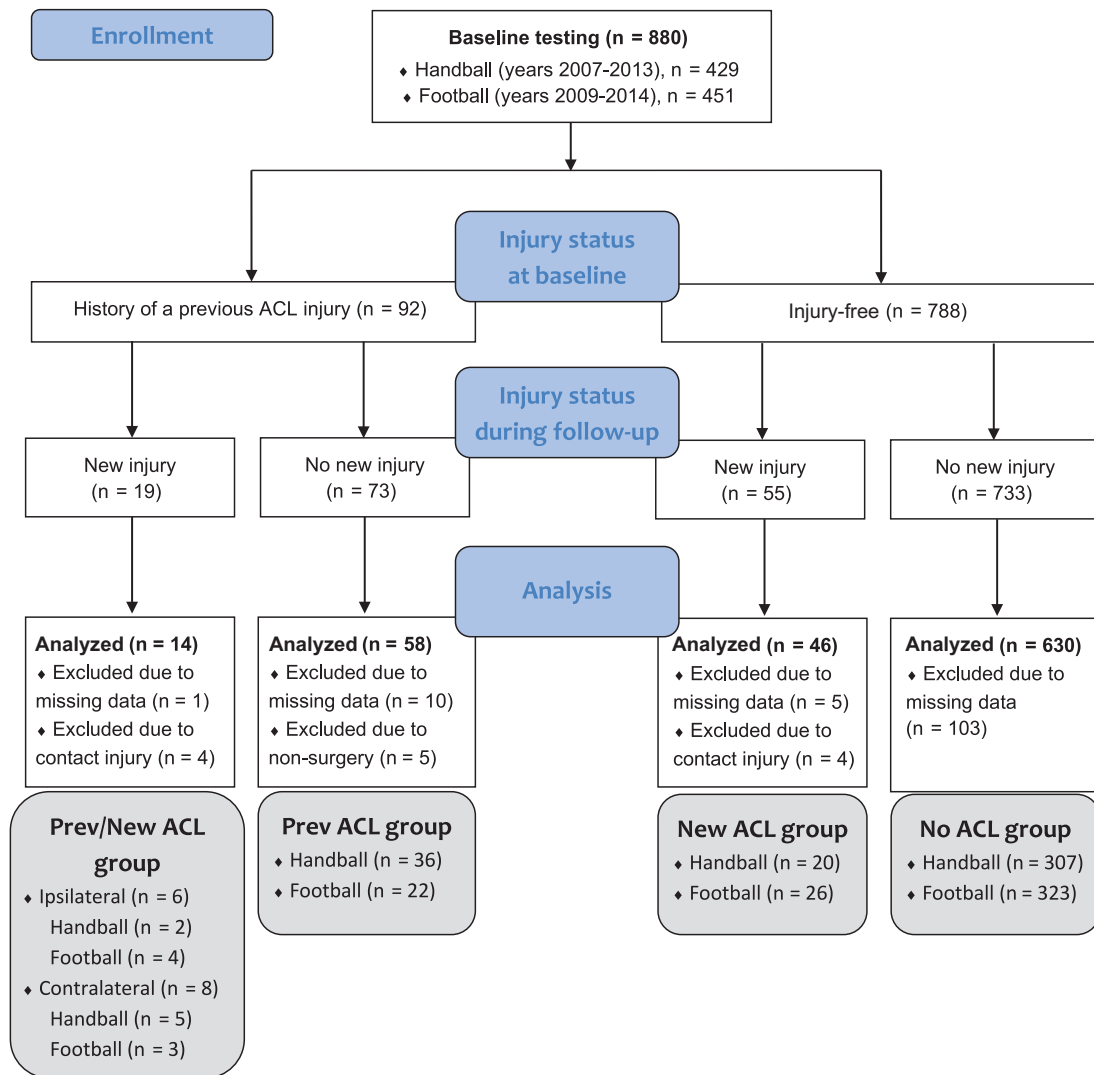 Enrollment
Baseline testing (n = 880)
♦ Handball (years 2007-2013), n = 429
♦ Football (years 2009-2014), n = 451
Injury status
at baseline
History of a previous ACL injury (n = 92)
Injury-free (n = 788)
Injury status
during follow-up
New injury
(n = 19)
No new injury
(n = 73)
New injury
(n = 55)
No new injury
(n = 733)
Analysis
Analyzed (n = 14)
♦ Excluded due to
missing data (n = 1)
♦ Excluded due to
contact injury (n = 4)
Analyzed (n = 58)
♦ Excluded due to
missing data (n = 10)
♦ Excluded due to
non-surgery (n = 5)
Analyzed (n = 46)
♦ Excluded due to
missing data (n = 5)
♦ Excluded due to
contact injury (n = 4)
Analyzed (n = 630)
♦ Excluded due to
missing data
(n = 103)
Prev/New ACL
group
♦ Ipsilateral (n = 6)
Handball (n = 2)
Football (n = 4)
♦ Contralateral (n = 8)
Handball (n = 5)
Football (n = 3)
Prev ACL group
♦ Handball (n = 36)
♦ Football (n = 22)
New ACL group
♦ Handball (n = 20)
♦ Football (n = 26)
No ACL group
♦ Handball (n = 307)
♦ Football (n = 323)